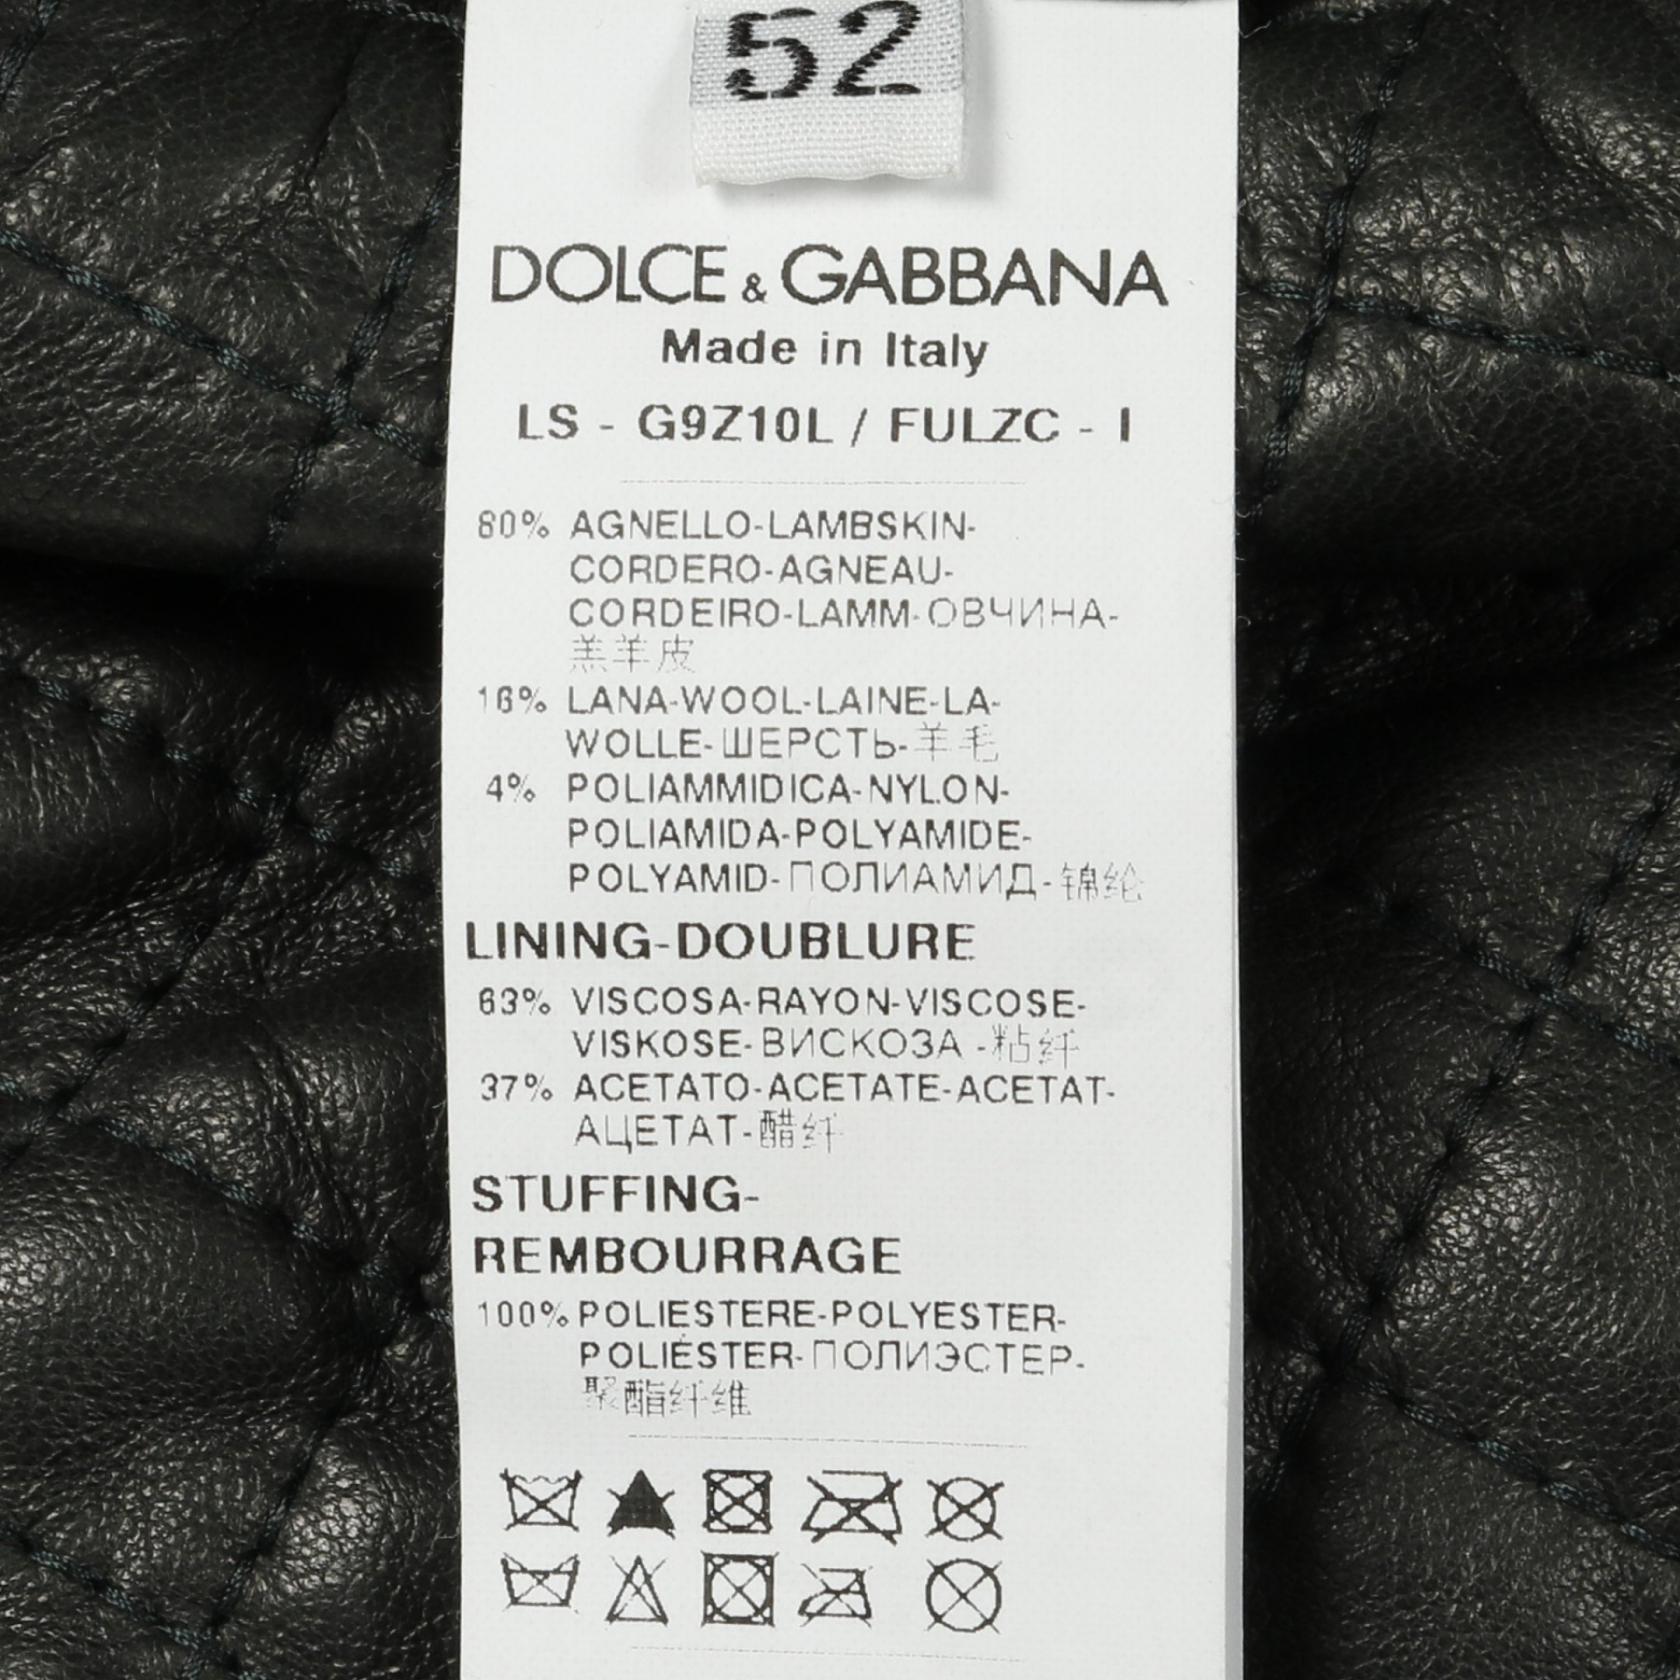 52
DOLCE & GABBANA
Made in Italy
LS - G9Z10L / FULZC - I
80% AGNELLO-LAMBSKIN-
CORDERO-AGNEAU-
CORDEIRO-LAMM-ОВЧИНА-
羔羊皮
16% LANA-WOOL-LAINE-LA-
WOLLE-ШЕРСТЬ-羊毛
4% POLIAMMIDICA-NYLON-
POLIAMIDA-POLYAMIDE-
POLYAMID-ПОЛИАМИД-锦纶
LINING-DOUBLURE
63% VISCOSA-RAYON-VISCOSE-
VISKOSE-ВИСКОЗА -粘纤
37% ACETATO-ACETATE-ACETAT-
АЦЕТАТ-醋纤
STUFFING-
REMBOURRAGE
100% POLIESTERE-POLYESTER-
POLIÉSTER-ПОЛИЭСТЕР-
聚酯纤维